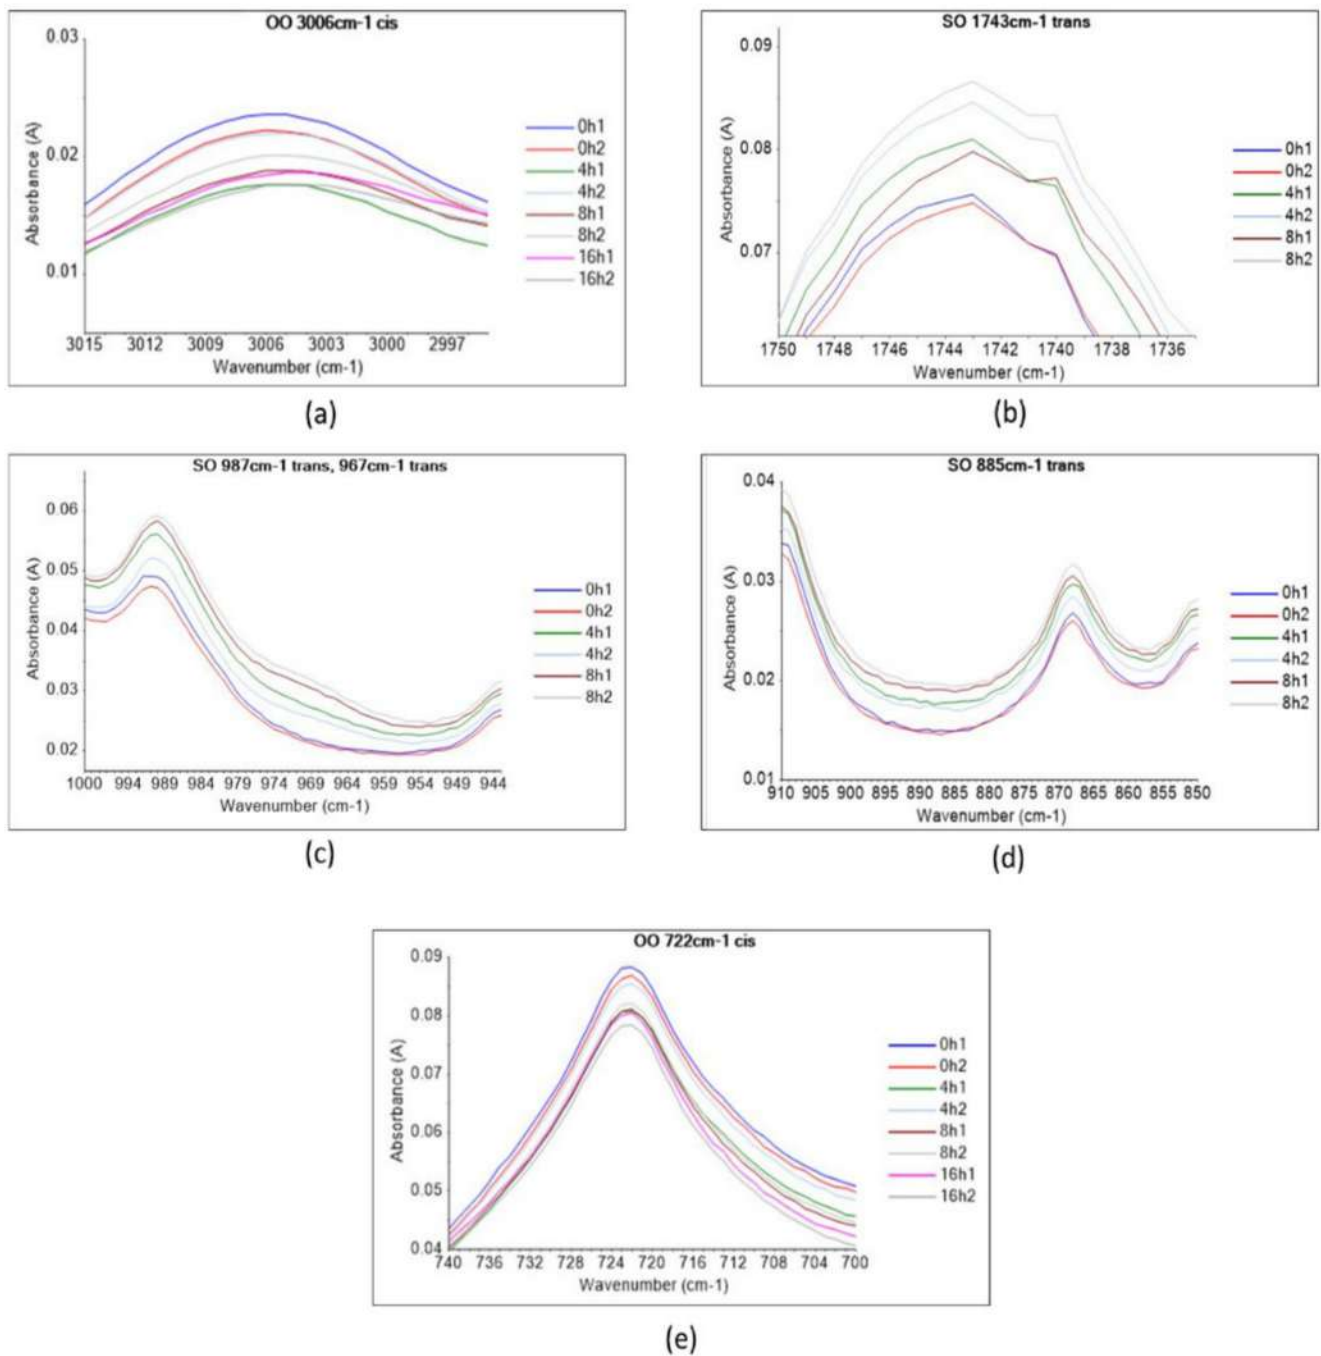 OO 3006cm-1 cis
0.03
0.02
0.01
Absorbance (A)
3015 3012 3009 3006 3003 3000 2997
Wavenumber (cm-1)
0h1
0h2
4h1
4h2
8h1
8h2
16h1
16h2
(a)
SO 1743cm-1 trans
0.09
0.08
0.07
Absorbance (A)
1750 1748 1746 1744 1742 1740 1738 1736
Wavenumber (cm-1)
0h1
0h2
4h1
4h2
8h1
8h2
(b)
SO 987cm-1 trans, 967cm-1 trans
0.06
0.05
0.04
0.03
0.02
Absorbance (A)
1000 994 989 984 979 974 969 964 959 954 949 944
Wavenumber (cm-1)
0h1
0h2
4h1
4h2
8h1
8h2
(c)
SO 885cm-1 trans
0.04
0.03
0.02
0.01
Absorbance (A)
910 905 900 895 890 885 880 875 870 865 860 855 850
Wavenumber (cm-1)
0h1
0h2
4h1
4h2
8h1
8h2
(d)
OO 722cm-1 cis
0.09
0.08
0.07
0.06
0.05
0.04
Absorbance (A)
740 736 732 728 724 720 716 712 708 704 700
Wavenumber (cm-1)
0h1
0h2
4h1
4h2
8h1
8h2
16h1
16h2
(e)